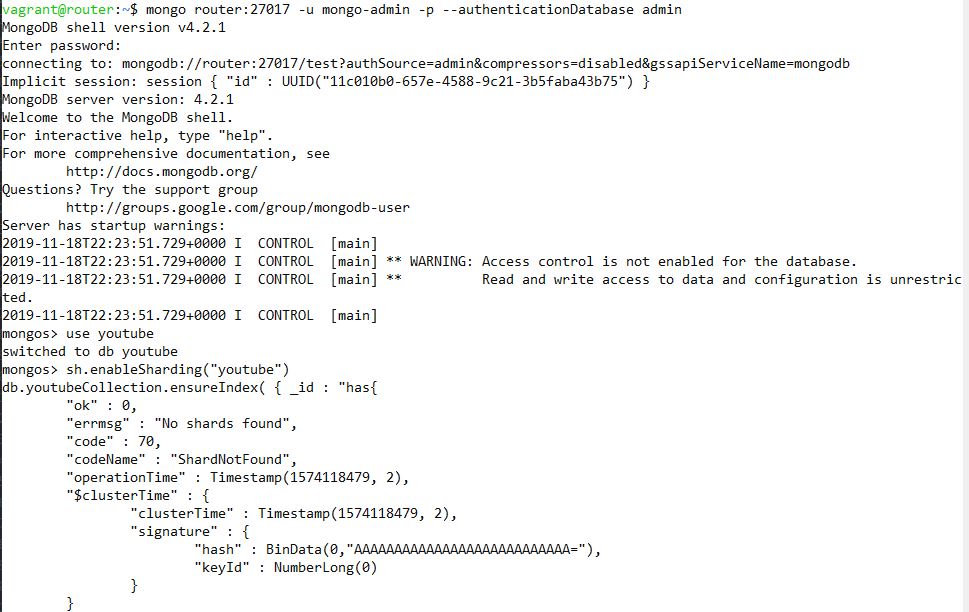 vagrant@router:~$ mongo router:27017 -u mongo-admin -p --authenticationDatabase admin
MongoDB shell version v4.2.1
Enter password:
connecting to: mongodb://router:27017/test?authSource=admin&compressors=disabled&gssapiServiceName=mongodb
Implicit session: session { "id" : UUID("11c010b0-657e-4588-9c21-3b5faba43b75") }
MongoDB server version: 4.2.1
Welcome to the MongoDB shell.
For interactive help, type "help".
For more comprehensive documentation, see
        http://docs.mongodb.org/
Questions? Try the support group
        http://groups.google.com/group/mongodb-user
Server has startup warnings:
2019-11-18T22:23:51.729+0000 I  CONTROL  [main]
2019-11-18T22:23:51.729+0000 I  CONTROL  [main] ** WARNING: Access control is not enabled for the database.
2019-11-18T22:23:51.729+0000 I  CONTROL  [main] **          Read and write access to data and configuration is unrestric
ted.
2019-11-18T22:23:51.729+0000 I  CONTROL  [main]
mongos> use youtube
switched to db youtube
mongos> sh.enableSharding("youtube")
db.youtubeCollection.ensureIndex( { _id : "has{
        "ok" : 0,
        "errmsg" : "No shards found",
        "code" : 70,
        "codeName" : "ShardNotFound",
        "operationTime" : Timestamp(1574118479, 2),
        "$clusterTime" : {
                "clusterTime" : Timestamp(1574118479, 2),
                "signature" : {
                        "hash" : BinData(0,"AAAAAAAAAAAAAAAAAAAAAAAAAAA="),
                        "keyId" : NumberLong(0)
                }
        }